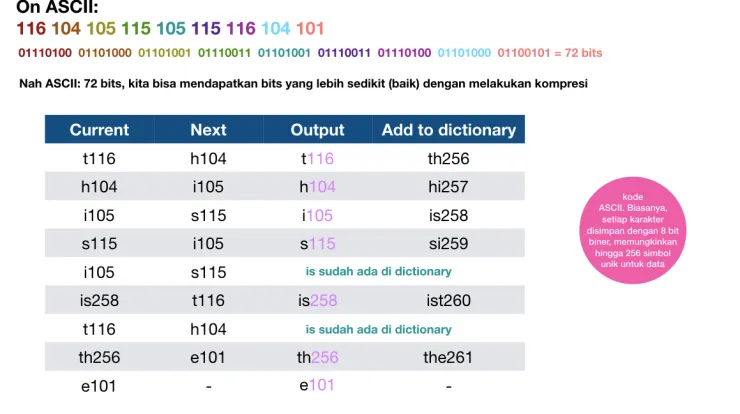 On ASCII:
116 104 105 115 105 115 116 104 101
01110100 01101000 01101001 01110011 01101001 01110011 01110100 01101000 01100101 = 72 bits
Nah ASCII: 72 bits, kita bisa mendapatkan bits yang lebih sedikit (baik) dengan melakukan kompresi
Current Next Output Add to dictionary
t116 h104 t116 th256
h104 i105 h104 hi257
i105 s115 i105 is258
s115 i105 s115 si259
i105 s115 is sudah ada di dictionary
is258 t116 is258 ist260
t116 h104 is sudah ada di dictionary
th256 e101 th256 the261
e101 - e101 -
kode
ASCII. Biasanya,
setiap karakter
disimpan dengan 8 bit
biner, memungkinkan
hingga 256 simbol
unik untuk data